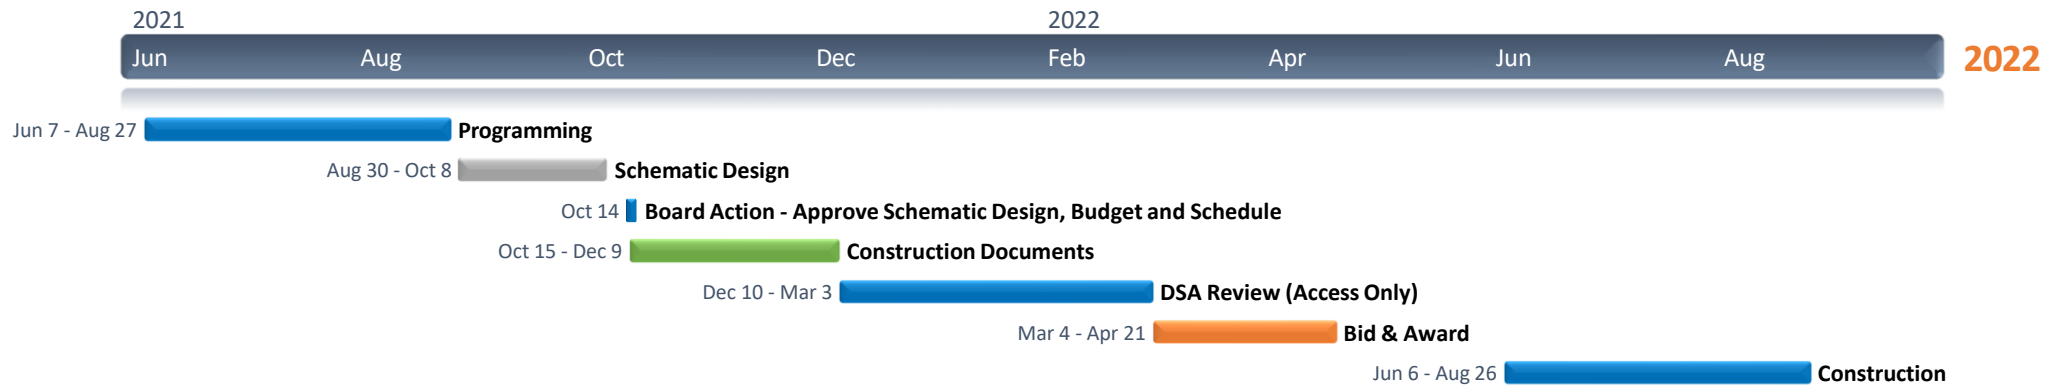 2021 2022
Jun Aug Oct Dec Feb Apr Jun Aug 2022
Jun 7 - Aug 27 Programming
Aug 30 - Oct 8 Schematic Design
Oct 14 Board Action - Approve Schematic Design, Budget and Schedule
Oct 15 - Dec 9 Construction Documents
Dec 10 - Mar 3 DSA Review (Access Only)
Mar 4 - Apr 21 Bid & Award
Jun 6 - Aug 26 Construction